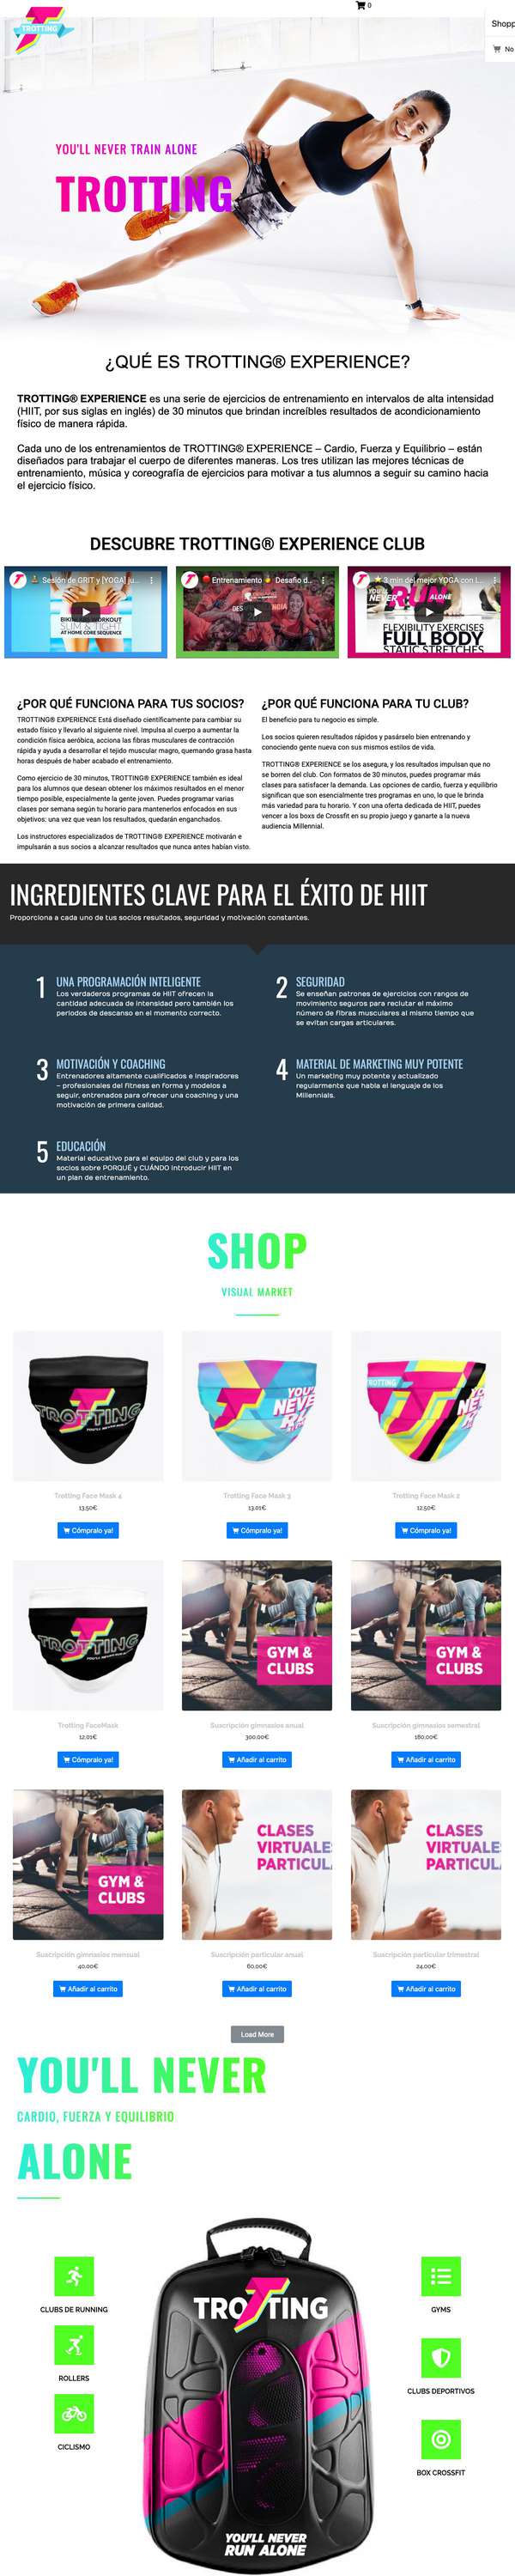 TROTTING
0
Shopp
No
YOU'LL NEVER TRAIN ALONE
TROTTING
¿QUÉ ES TROTTING® EXPERIENCE?
TROTTING® EXPERIENCE es una serie de ejercicios de entrenamiento en intervalos de alta intensidad
(HIIT, por sus siglas en inglés) de 30 minutos que brindan increíbles resultados de acondicionamiento
físico de manera rápida.
Cada uno de los entrenamientos de TROTTING® EXPERIENCE – Cardio, Fuerza y Equilibrio – están
diseñados para trabajar el cuerpo de diferentes maneras. Los tres utilizan las mejores técnicas de
entrenamiento, música y coreografía de ejercicios para motivar a tus alumnos a seguir su camino hacia
el ejercicio físico.
DESCUBRE TROTTING® EXPERIENCE CLUB
Sesión de GRIT y [YOGA] ju...
BIKINI ABS WORKOUT
SLIM & TIGHT
AT HOME CORE SEQUENCE
Entrenamiento Desafío d...
3 min del mejor YOGA con l...
YOU'LL NEVER RUN ALONE
FLEXIBILITY EXERCISES
FULL BODY
STATIC STRETCHES
¿POR QUÉ FUNCIONA PARA TUS SOCIOS?
TROTTING® EXPERIENCE Está diseñado científicamente para cambiar su
estado físico y llevarlo al siguiente nivel. Impulsa al cuerpo a aumentar la
condición física aeróbica, acciona las fibras musculares de contracción
rápida y ayuda a desarrollar el tejido muscular magro, quemando grasa hasta
horas después de haber acabado el entrenamiento.
Como ejercicio de 30 minutos, TROTTING® EXPERIENCE también es ideal
para los alumnos que desean obtener los máximos resultados en el menor
tiempo posible, especialmente la gente joven. Puedes programar varias
clases por semana según tu horario para mantenerlos enfocados en sus
objetivos: una vez que vean los resultados, quedarán enganchados.
Los instructores especializados de TROTTING® EXPERIENCE motivarán e
impulsarán a sus socios a alcanzar resultados que nunca antes habían visto.
¿POR QUÉ FUNCIONA PARA TU CLUB?
El beneficio para tu negocio es simple.
Los socios quieren resultados rápidos y pasárselo bien entrenando y
conociendo gente nueva con sus mismos estilos de vida.
TROTTING® EXPERIENCE se los asegura, y los resultados impulsan que no
se borren del club. Con formatos de 30 minutos, puedes programar más
clases para satisfacer la demanda. Las opciones de cardio, fuerza y equilibrio
significan que son esencialmente tres programas en uno, lo que le brinda
más variedad para tu horario. Y con una oferta dedicada de HIIT, puedes
vencer a los boxs de Crossfit en su propio juego y ganarte a la nueva
audiencia Millennial.
INGREDIENTES CLAVE PARA EL ÉXITO DE HIIT
Proporciona a cada uno de tus socios resultados, seguridad y motivación constantes.
1 UNA PROGRAMACIÓN INTELIGENTE
Los verdaderos programas de HIIT ofrecen la
cantidad adecuada de intensidad pero también los
periodos de descanso en el momento correcto.
2 SEGURIDAD
Se enseñan patrones de ejercicios con rangos de
movimiento seguros para reclutar el máximo
número de fibras musculares al mismo tiempo que
se evitan cargas articulares.
3 MOTIVACIÓN Y COACHING
Entrenadores altamente cualificados e inspiradores
– profesionales del fitness en forma y modelos a
seguir, entrenados para ofrecer una coaching y una
motivación de primera calidad.
4 MATERIAL DE MARKETING MUY POTENTE
Un marketing muy potente y actualizado
regularmente que habla el lenguaje de los
Millennials.
5 EDUCACIÓN
Material educativo para el equipo del club y para los
socios sobre PORQUÉ y CUÁNDO introducir HIIT en
un plan de entrenamiento.
SHOP
VISUAL MARKET
TROTTING
YOU'LL NEVER R
TROTTING
Trotting Face Mask 4
13,50€
Cómpralo ya!
Trotting Face Mask 3
13,01€
Cómpralo ya!
Trotting Face Mask 2
12,50€
Cómpralo ya!
TROTTING
GYM &
CLUBS
GYM &
CLUBS
Trotting FaceMask
12,01€
Cómpralo ya!
Suscripción gimnasios anual
300,00€
Añadir al carrito
Suscripción gimnasios semestral
180,00€
Añadir al carrito
GYM &
CLUBS
CLASES
VIRTUALE
PARTICUL
CLASES
VIRTUALE
PARTICUL
Suscripción gimnasios mensual
40,00€
Añadir al carrito
Suscripción particular anual
60,00€
Añadir al carrito
Suscripción particular trimestral
24,00€
Añadir al carrito
Load More
YOU'LL NEVER
CARDIO, FUERZA Y EQUILIBRIO
ALONE
TROTTING
CLUBS DE RUNNING
GYMS
ROLLERS
CLUBS DEPORTIVOS
CICLISMO
BOX CROSSFIT
YOU'LL NEVER
RUN ALONE